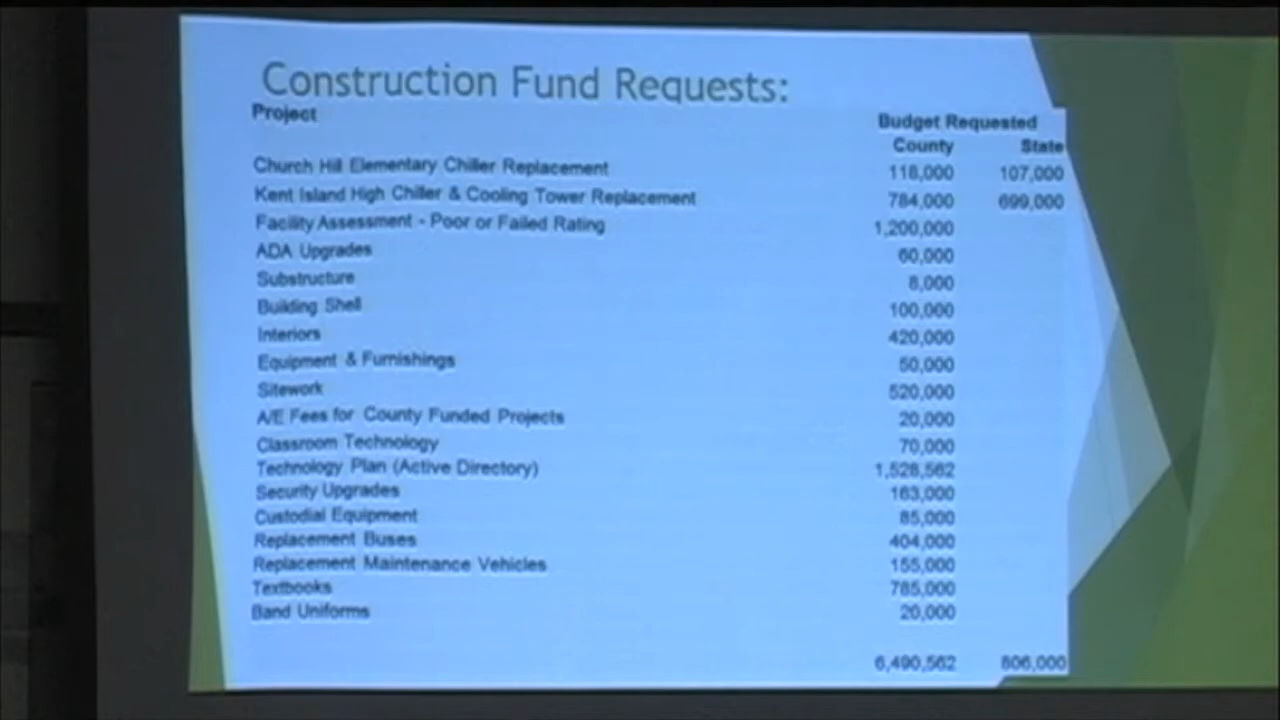 Construction Fund Requests:
Project
Budget Requested
County State
Church Hill Elementary Chiller Replacement 118,000 107,000
Kent Island High Chiller & Cooling Tower Replacement 784,000 699,000
Facility Assessment - Poor or Failed Rating 1,200,000
ADA Upgrades 60,000
Substructure 8,000
Building Shell 100,000
Interiors 420,000
Equipment & Furnishings 50,000
Sitework 520,000
A/E Fees for County Funded Projects 20,000
Classroom Technology 70,000
Technology Plan (Active Directory) 1,528,562
Security Upgrades 163,000
Custodial Equipment 85,000
Replacement Buses 404,000
Replacement Maintenance Vehicles 155,000
Textbooks 785,000
Band Uniforms 20,000
6,490,562 806,000